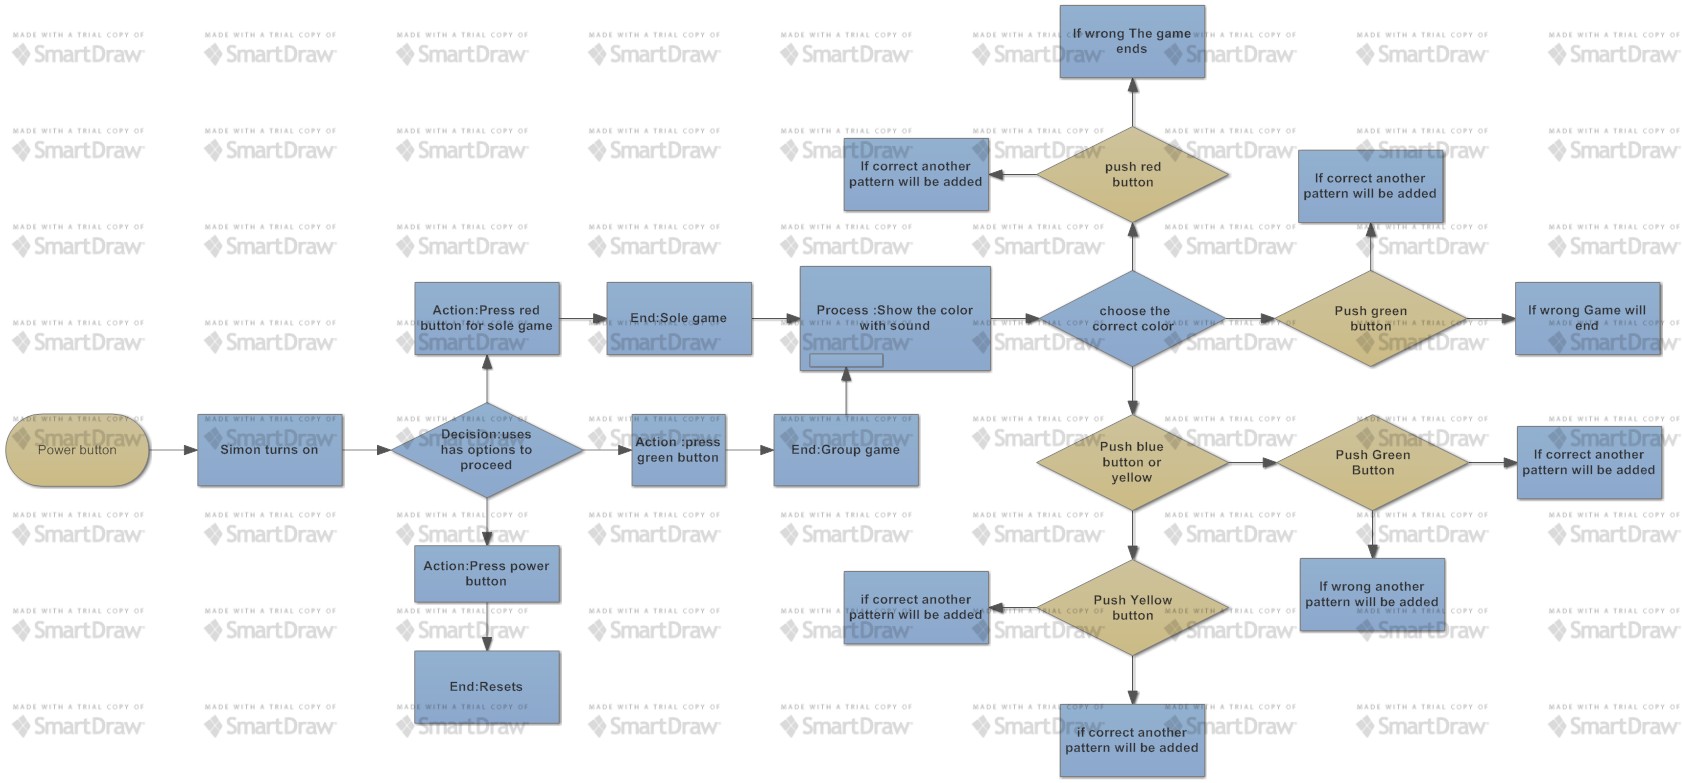 If wrong The game
ends
If correct another
pattern will be added
push red
button
If correct another
pattern will be added
Action:Press red
button for sole game
End:Sole game
Process :Show the color
with sound
choose the
correct color
Push green
button
If wrong Game will
end
Power button
Simon turns on
Decision:uses
has options to
proceed
Action :press
green button
End:Group game
Push blue
button or
yellow
Push Green
Button
If correct another
pattern will be added
Action:Press power
button
if correct another
pattern will be added
Push Yellow
button
If wrong another
pattern will be added
End:Resets
if correct another
pattern will be added
MADE WITH A TRIAL COPY OF
SmartDraw